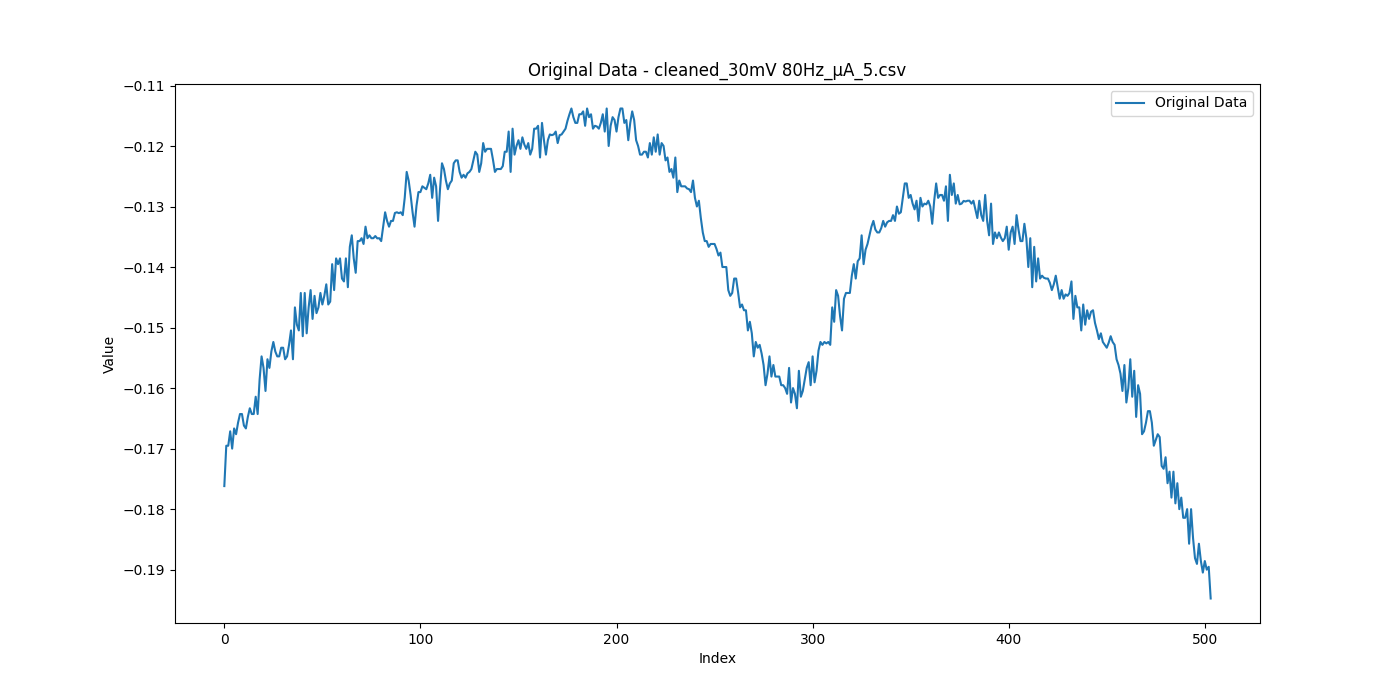 Original Data - cleaned_30mV 80Hz_μA_5.csv
Original Data
−0.11
−0.12
−0.13
−0.14
−0.15
−0.16
−0.17
−0.18
−0.19
Value
0 100 200 300 400 500
Index